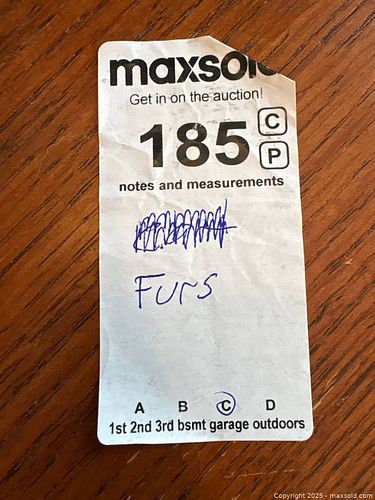 maxsold
Get in on the auction!
185 C
P
notes and measurements
Furs
A B C D
1st 2nd 3rd bsmt garage outdoors
Copyright 2025 - maxsold.com